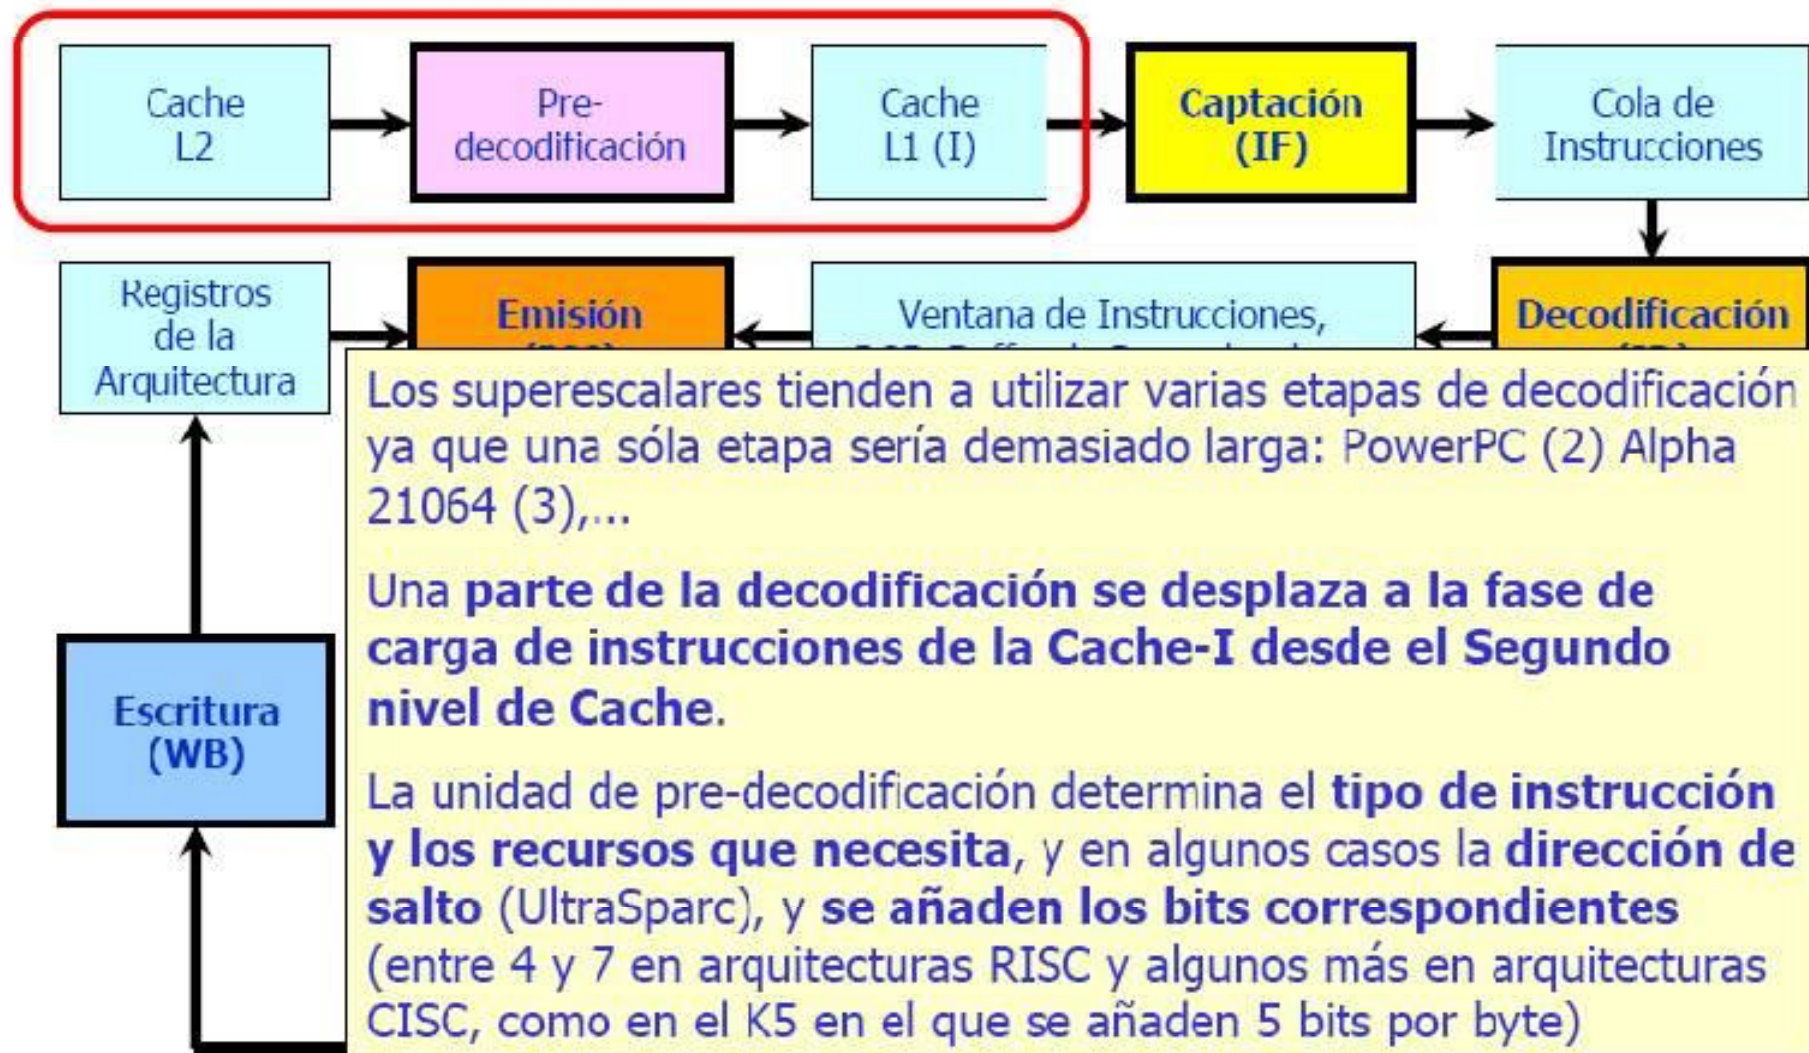 Cache
L2
Pre-
decodificación
Cache
L1 (I)
Captación
(IF)
Cola de
Instrucciones
Registros
de la
Arquitectura
Emisión
Ventana de Instrucciones,
Decodificación
Los superescalares tienden a utilizar varias etapas de decodificación
ya que una sóla etapa sería demasiado larga: PowerPC (2) Alpha
21064 (3),...
Una parte de la decodificación se desplaza a la fase de
carga de instrucciones de la Cache-I desde el Segundo
nivel de Cache.
Escritura
(WB)
La unidad de pre-decodificación determina el tipo de instrucción
y los recursos que necesita, y en algunos casos la dirección de
salto (UltraSparc), y se añaden los bits correspondientes
(entre 4 y 7 en arquitecturas RISC y algunos más en arquitecturas
CISC, como en el K5 en el que se añaden 5 bits por byte)